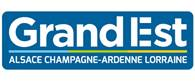 Grand Est
ALSACE CHAMPAGNE-ARDENNE LORRAINE